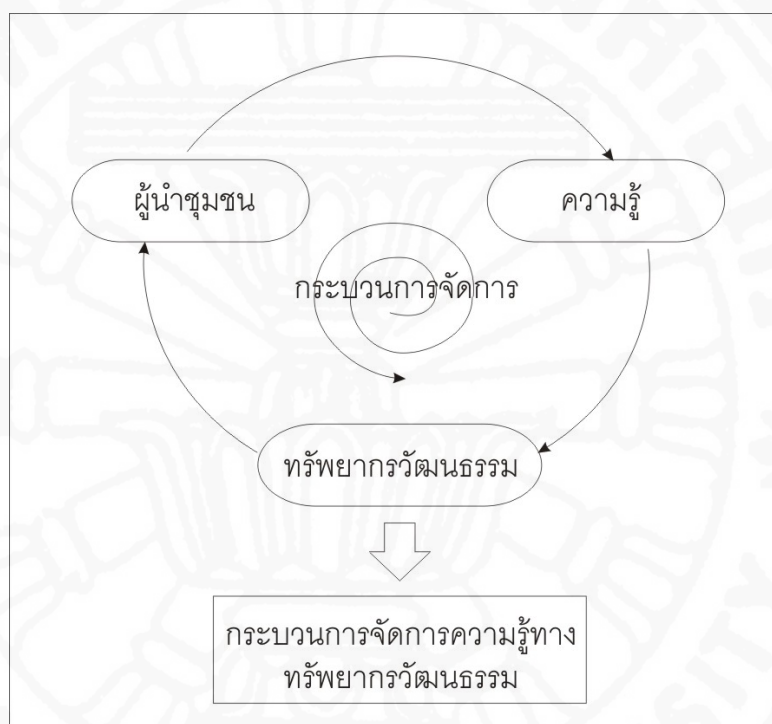 ผู้นำชุมชน
ความรู้
กระบวนการจัดการ
ทรัพยากรวัฒนธรรม
กระบวนการจัดการความรู้ทาง
ทรัพยากรวัฒนธรรม